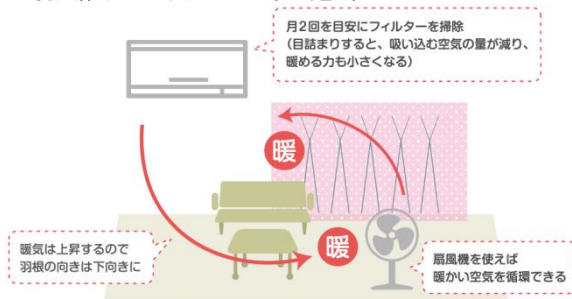 月2回を目安にフィルターを掃除
(目詰まりすると、吸い込む空気の量が減り、
暖める力も小さくなる)
暖
暖
暖気は上昇するので
羽根の向きは下向きに
扇風機を使えば
暖かい空気を循環できる